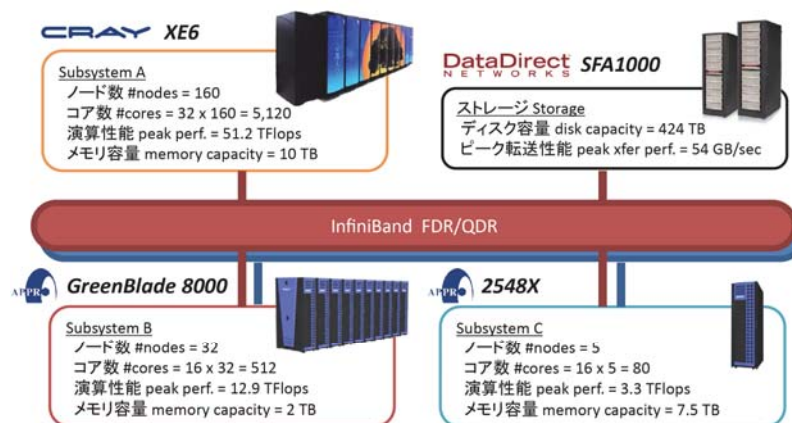 CRAY XE6
Subsystem A
ノード数 #nodes = 160
コア数 #cores = 32 x 160 = 5,120
演算性能 peak perf. = 51.2 TFlops
メモリ容量 memory capacity = 10 TB
DataDirect NETWORKS SFA1000
ストレージ Storage
ディスク容量 disk capacity = 424 TB
ピーク転送性能 peak xfer perf. = 54 GB/sec
InfiniBand FDR/QDR
APPRO GreenBlade 8000
Subsystem B
ノード数 #nodes = 32
コア数 #cores = 16 x 32 = 512
演算性能 peak perf. = 12.9 TFlops
メモリ容量 memory capacity = 2 TB
APPRO 2548X
Subsystem C
ノード数 #nodes = 5
コア数 #cores = 16 x 5 = 80
演算性能 peak perf. = 3.3 TFlops
メモリ容量 memory capacity = 7.5 TB